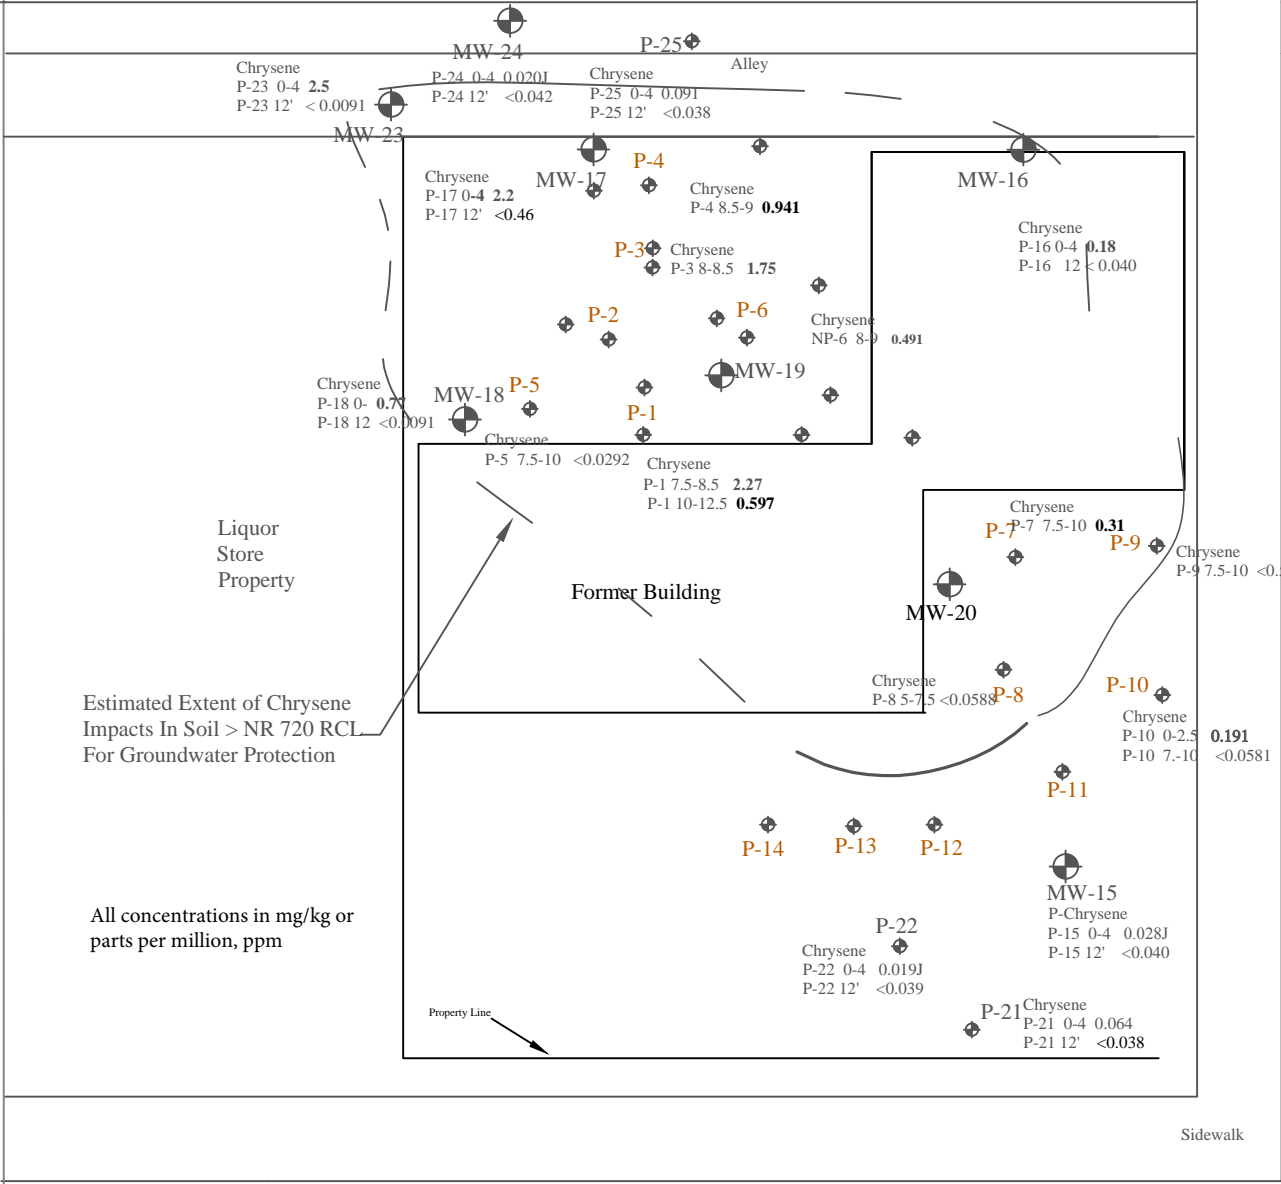 MW-24
P-25
Alley
Chrysene
P-23 0-4 2.5
P-23 12' < 0.0091
P-24 0-4 0.020J
P-24 12' <0.042
Chrysene
P-25 0-4 0.091
P-25 12' <0.038
MW-23
MW-17
P-4
MW-16
Chrysene
P-17 0-4 2.2
P-17 12' <0.46
Chrysene
P-4 8.5-9 0.941
Chrysene
P-16 0-4 0.18
P-16 12 < 0.040
P-3
Chrysene
P-3 8-8.5 1.75
P-2
P-6
Chrysene
NP-6 8-9 0.491
MW-19
Chrysene
P-18 0- 0.77
P-18 12 <0.0091
MW-18
P-5
P-1
Chrysene
P-5 7.5-10 <0.0292
Chrysene
P-1 7.5-8.5 2.27
P-1 10-12.5 0.597
Liquor
Store
Property
Chrysene
P-7 7.5-10 0.31
P-7
P-9
Chrysene
P-9 7.5-10 <0.
Former Building
MW-20
Chrysene
P-8 5-7.5 <0.0588
P-8
P-10
Chrysene
P-10 0-2.5 0.191
P-10 7.-10 <0.0581
Estimated Extent of Chrysene
Impacts In Soil > NR 720 RCL
For Groundwater Protection
P-11
P-14
P-13
P-12
MW-15
P-Chrysene
P-15 0-4 0.028J
P-15 12' <0.040
All concentrations in mg/kg or
parts per million, ppm
P-22
Chrysene
P-22 0-4 0.019J
P-22 12' <0.039
P-21
Chrysene
P-21 0-4 0.064
P-21 12' <0.038
Property Line
Sidewalk